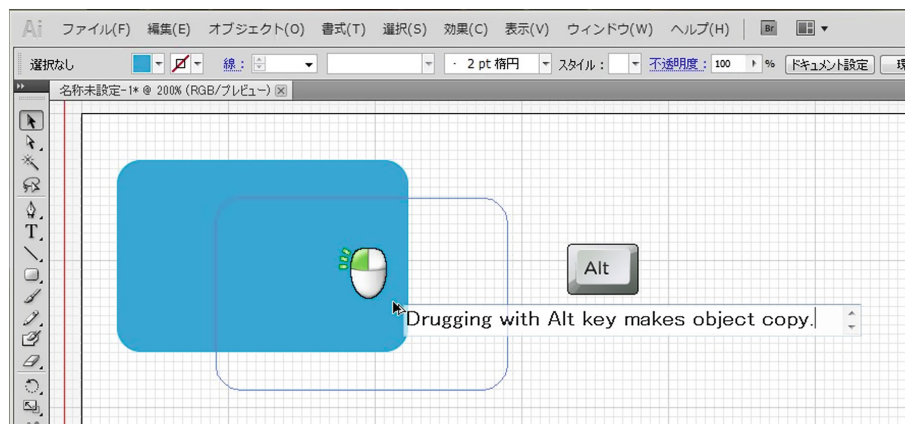 Ai ファイル(F) 編集(E) オブジェクト(O) 書式(T) 選択(S) 効果(C) 表示(V) ウィンドウ(W) ヘルプ(H) Br
選択なし 線: 2 pt 楕円 スタイル: 不透明度: 100 % ドキュメント設定 環
名称未設定-1* @ 200% (RGB/プレビュー)
T
Alt
Drugging with Alt key makes object copy.